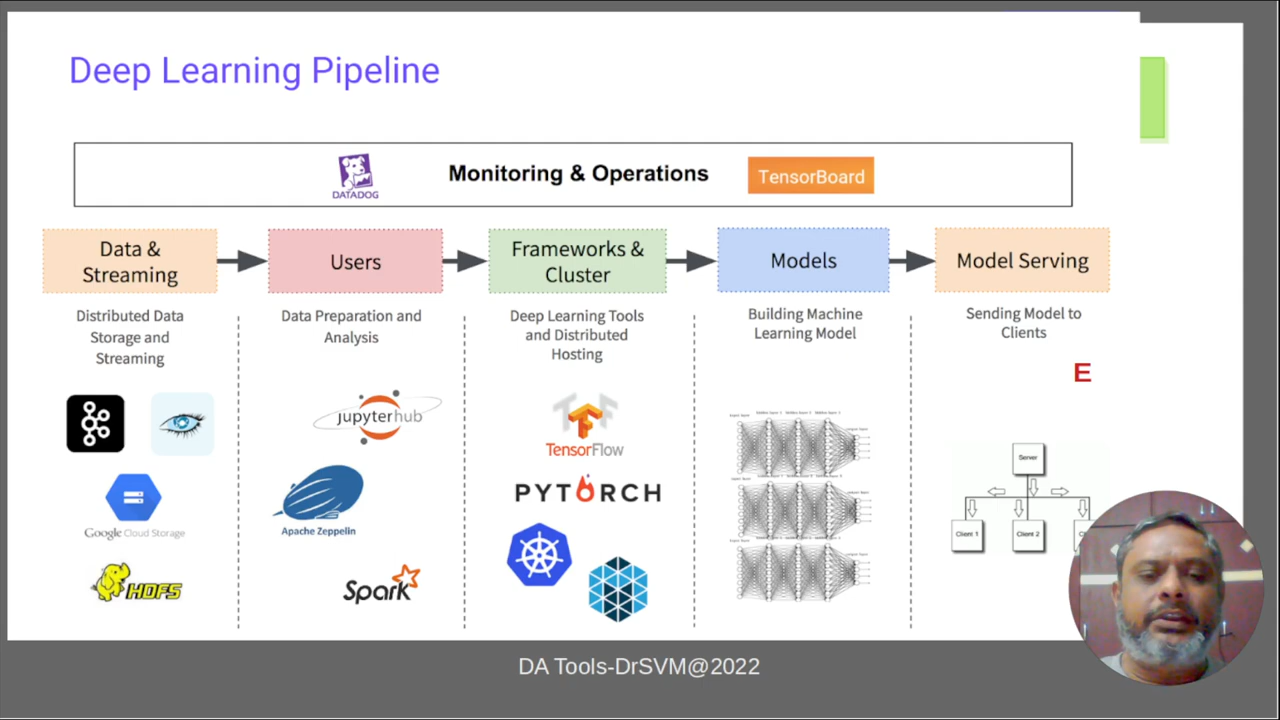 Deep Learning Pipeline
DATADOG
Monitoring & Operations
TensorBoard
Data &
Streaming
Users
Frameworks &
Cluster
Models
Model Serving
Distributed Data
Storage and
Streaming
Data Preparation and
Analysis
Deep Learning Tools
and Distributed
Hosting
Building Machine
Learning Model
Sending Model to
Clients
E
jupyterhub
TensorFlow
PYTORCH
Google Cloud Storage
Apache Zeppelin
HDFS
Spark
Server
Client 1
Client 2
DA Tools-DrSVM@2022